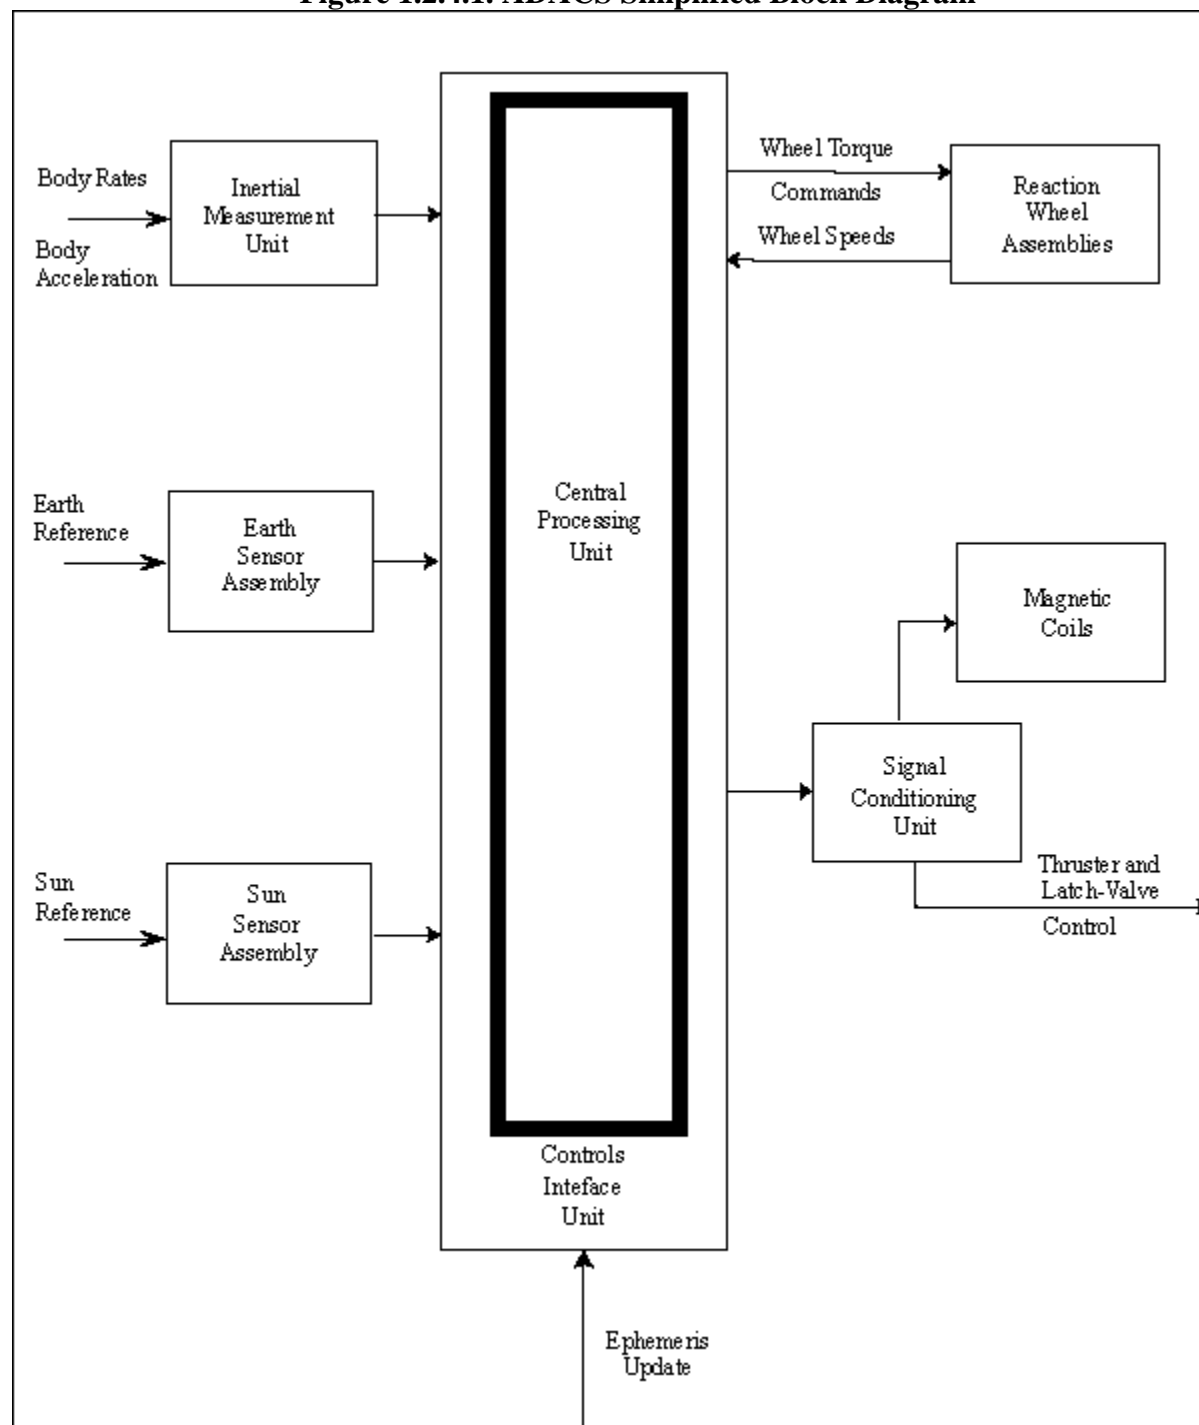 Figure 1.2.4.1. ADACS Simplified Block Diagram
Body Rates
Body
Acceleration
Inertial
Measurement
Unit
Wheel Torque
Commands
Wheel Speeds
Reaction
Wheel
Assemblies
Earth
Reference
Earth
Sensor
Assembly
Central
Processing
Unit
Magnetic
Coils
Signal
Conditioning
Unit
Thruster and
Latch-Valve
Control
Sun
Reference
Sun
Sensor
Assembly
Controls
Inteface
Unit
Ephemeris
Update